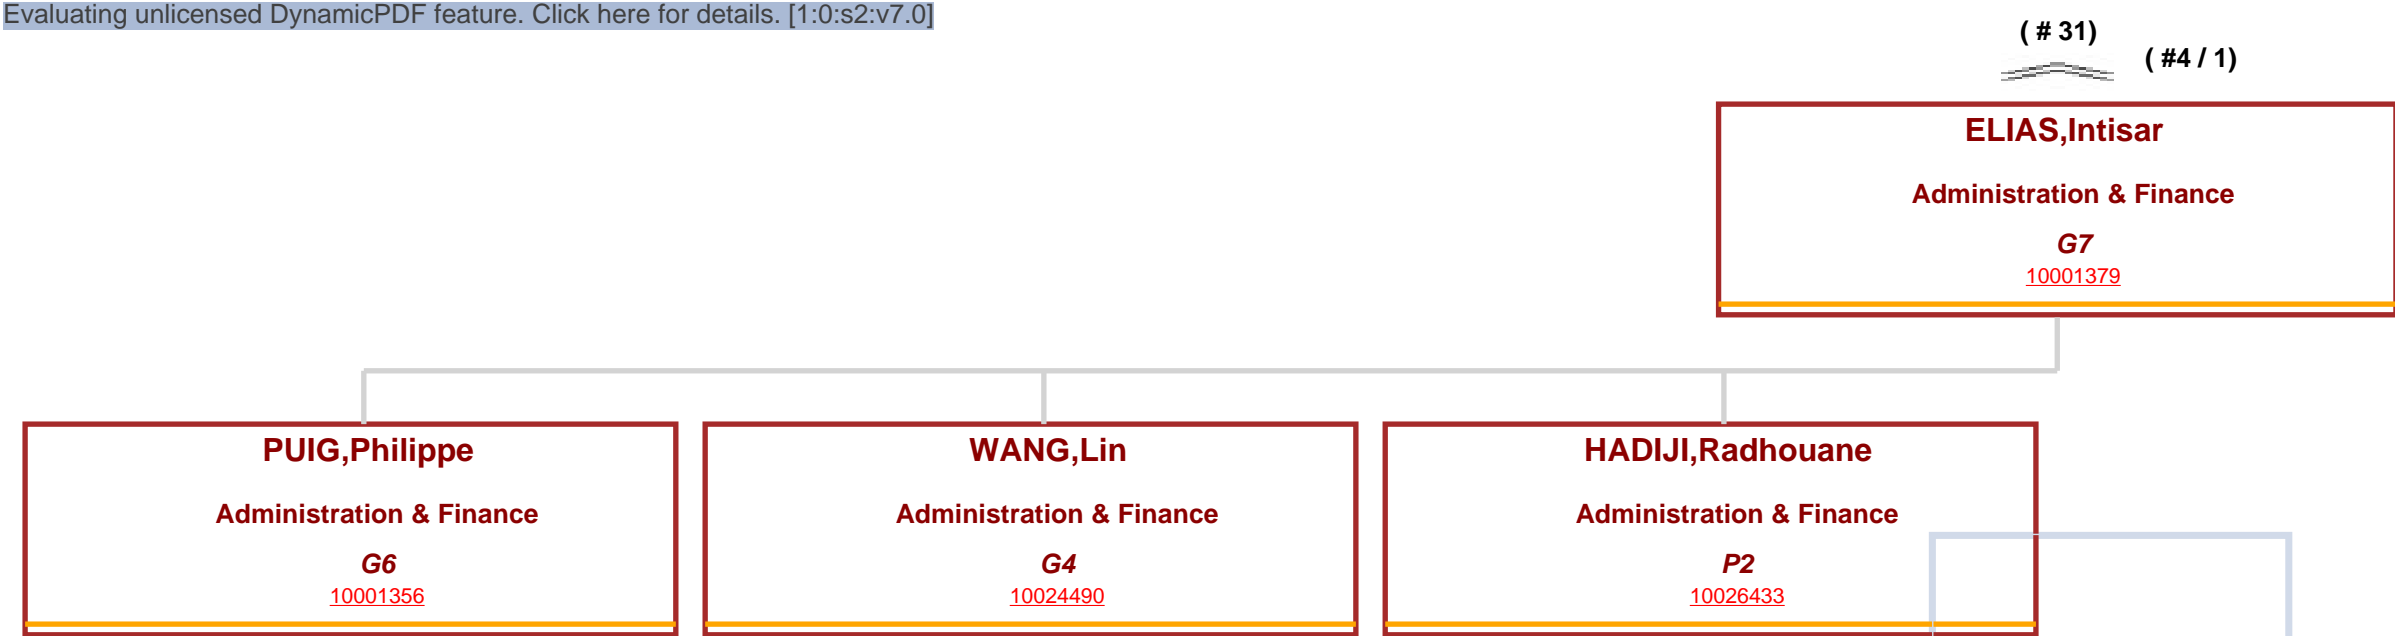 Evaluating unlicensed DynamicPDF feature. Click here for details. [1:0:s2:v7.0]
( # 31)
( #4 / 1)
ELIAS,Intisar
Administration & Finance
G7
10001379
PUIG,Philippe
Administration & Finance
G6
10001356
WANG,Lin
Administration & Finance
G4
10024490
HADIJI,Radhouane
Administration & Finance
P2
10026433